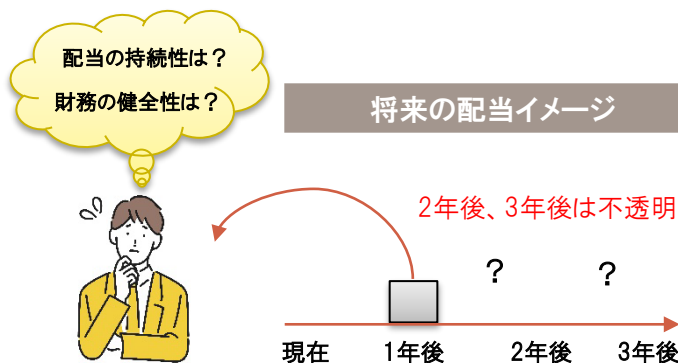 配当の持続性は？
財務の健全性は？
将来の配当イメージ
2年後、3年後は不透明
？ ？
現在 1年後 2年後 3年後